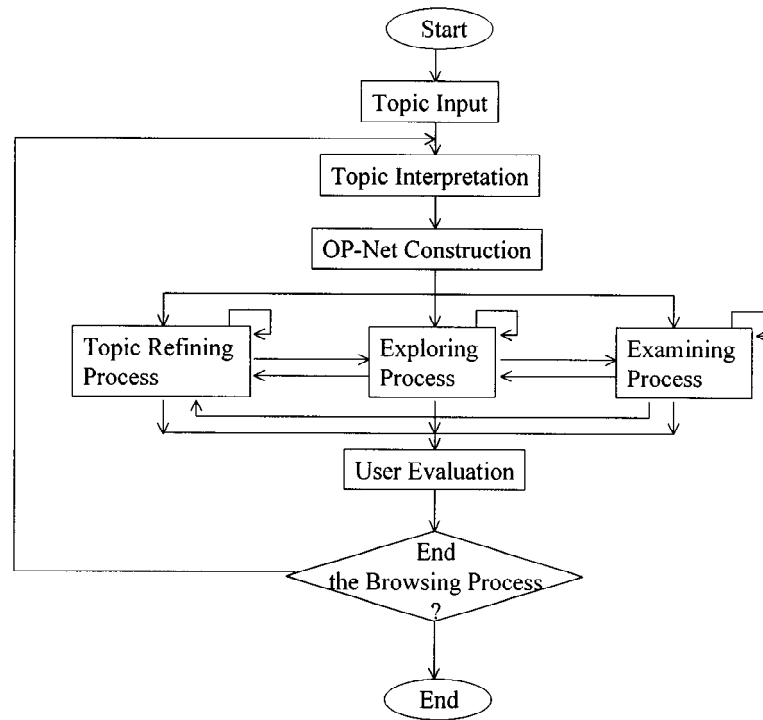 Start
Topic Input
Topic Interpretation
OP-Net Construction
Topic Refining
Process
Exploring
Process
Examining
Process
User Evaluation
End
the Browsing Process
?
End